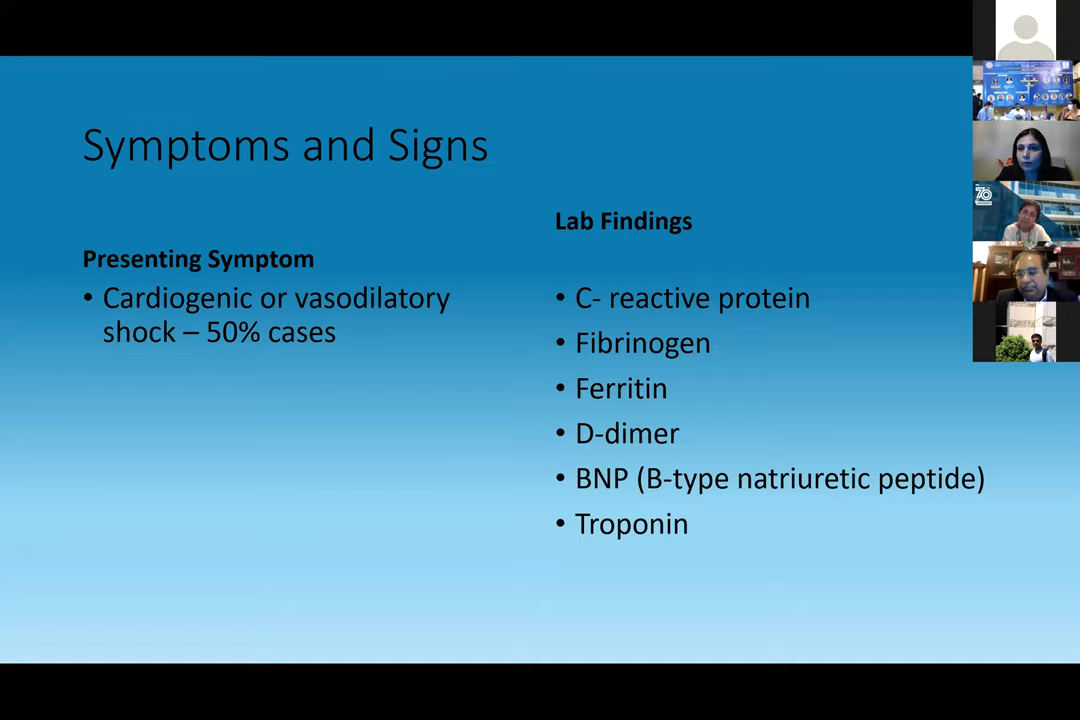 Symptoms and Signs
Presenting Symptom
• Cardiogenic or vasodilatory
shock – 50% cases
Lab Findings
• C- reactive protein
• Fibrinogen
• Ferritin
• D-dimer
• BNP (B-type natriuretic peptide)
• Troponin
70